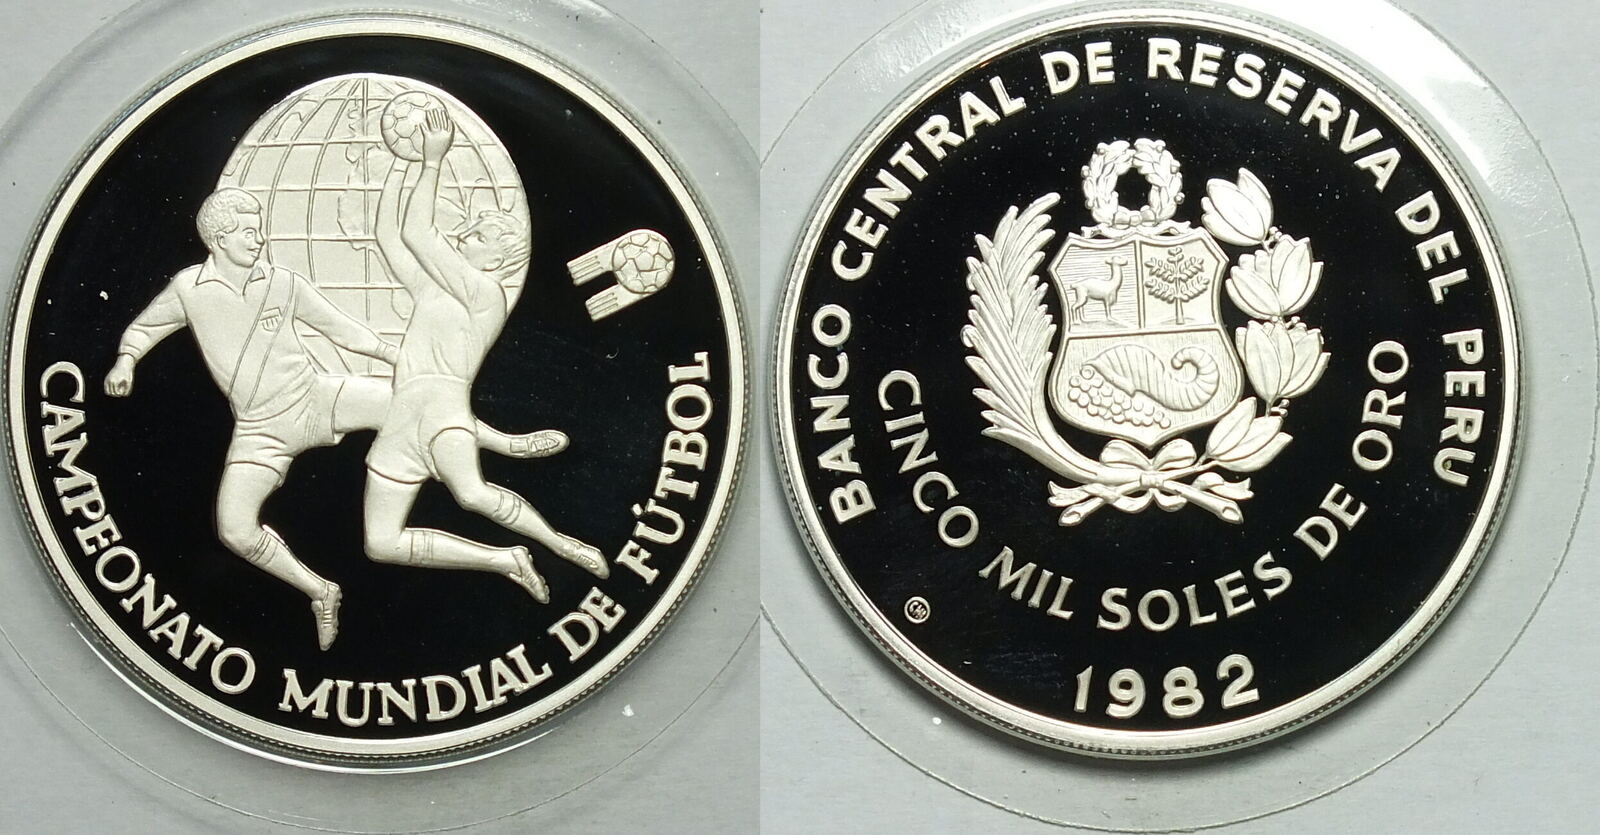 CAMPEONATO MUNDIAL DE FÚTBOL
BANCO CENTRAL DE RESERVA DEL PERU
CINCO MIL SOLES DE ORO
1982